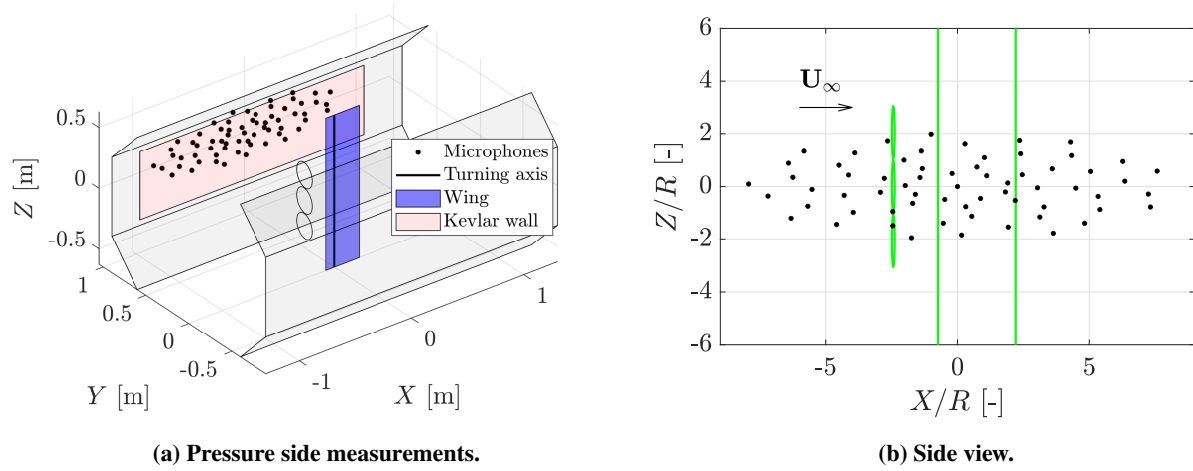 0.5
0
-0.5
Z [m]
1
0.5
0
-0.5
Y [m]
-1
0
1
X [m]
Microphones
Turning axis
Wing
Kevlar wall
(a) Pressure side measurements.
6
4
2
0
-2
-4
-6
Z/R [-]
U∞
-5
0
5
X/R [-]
(b) Side view.